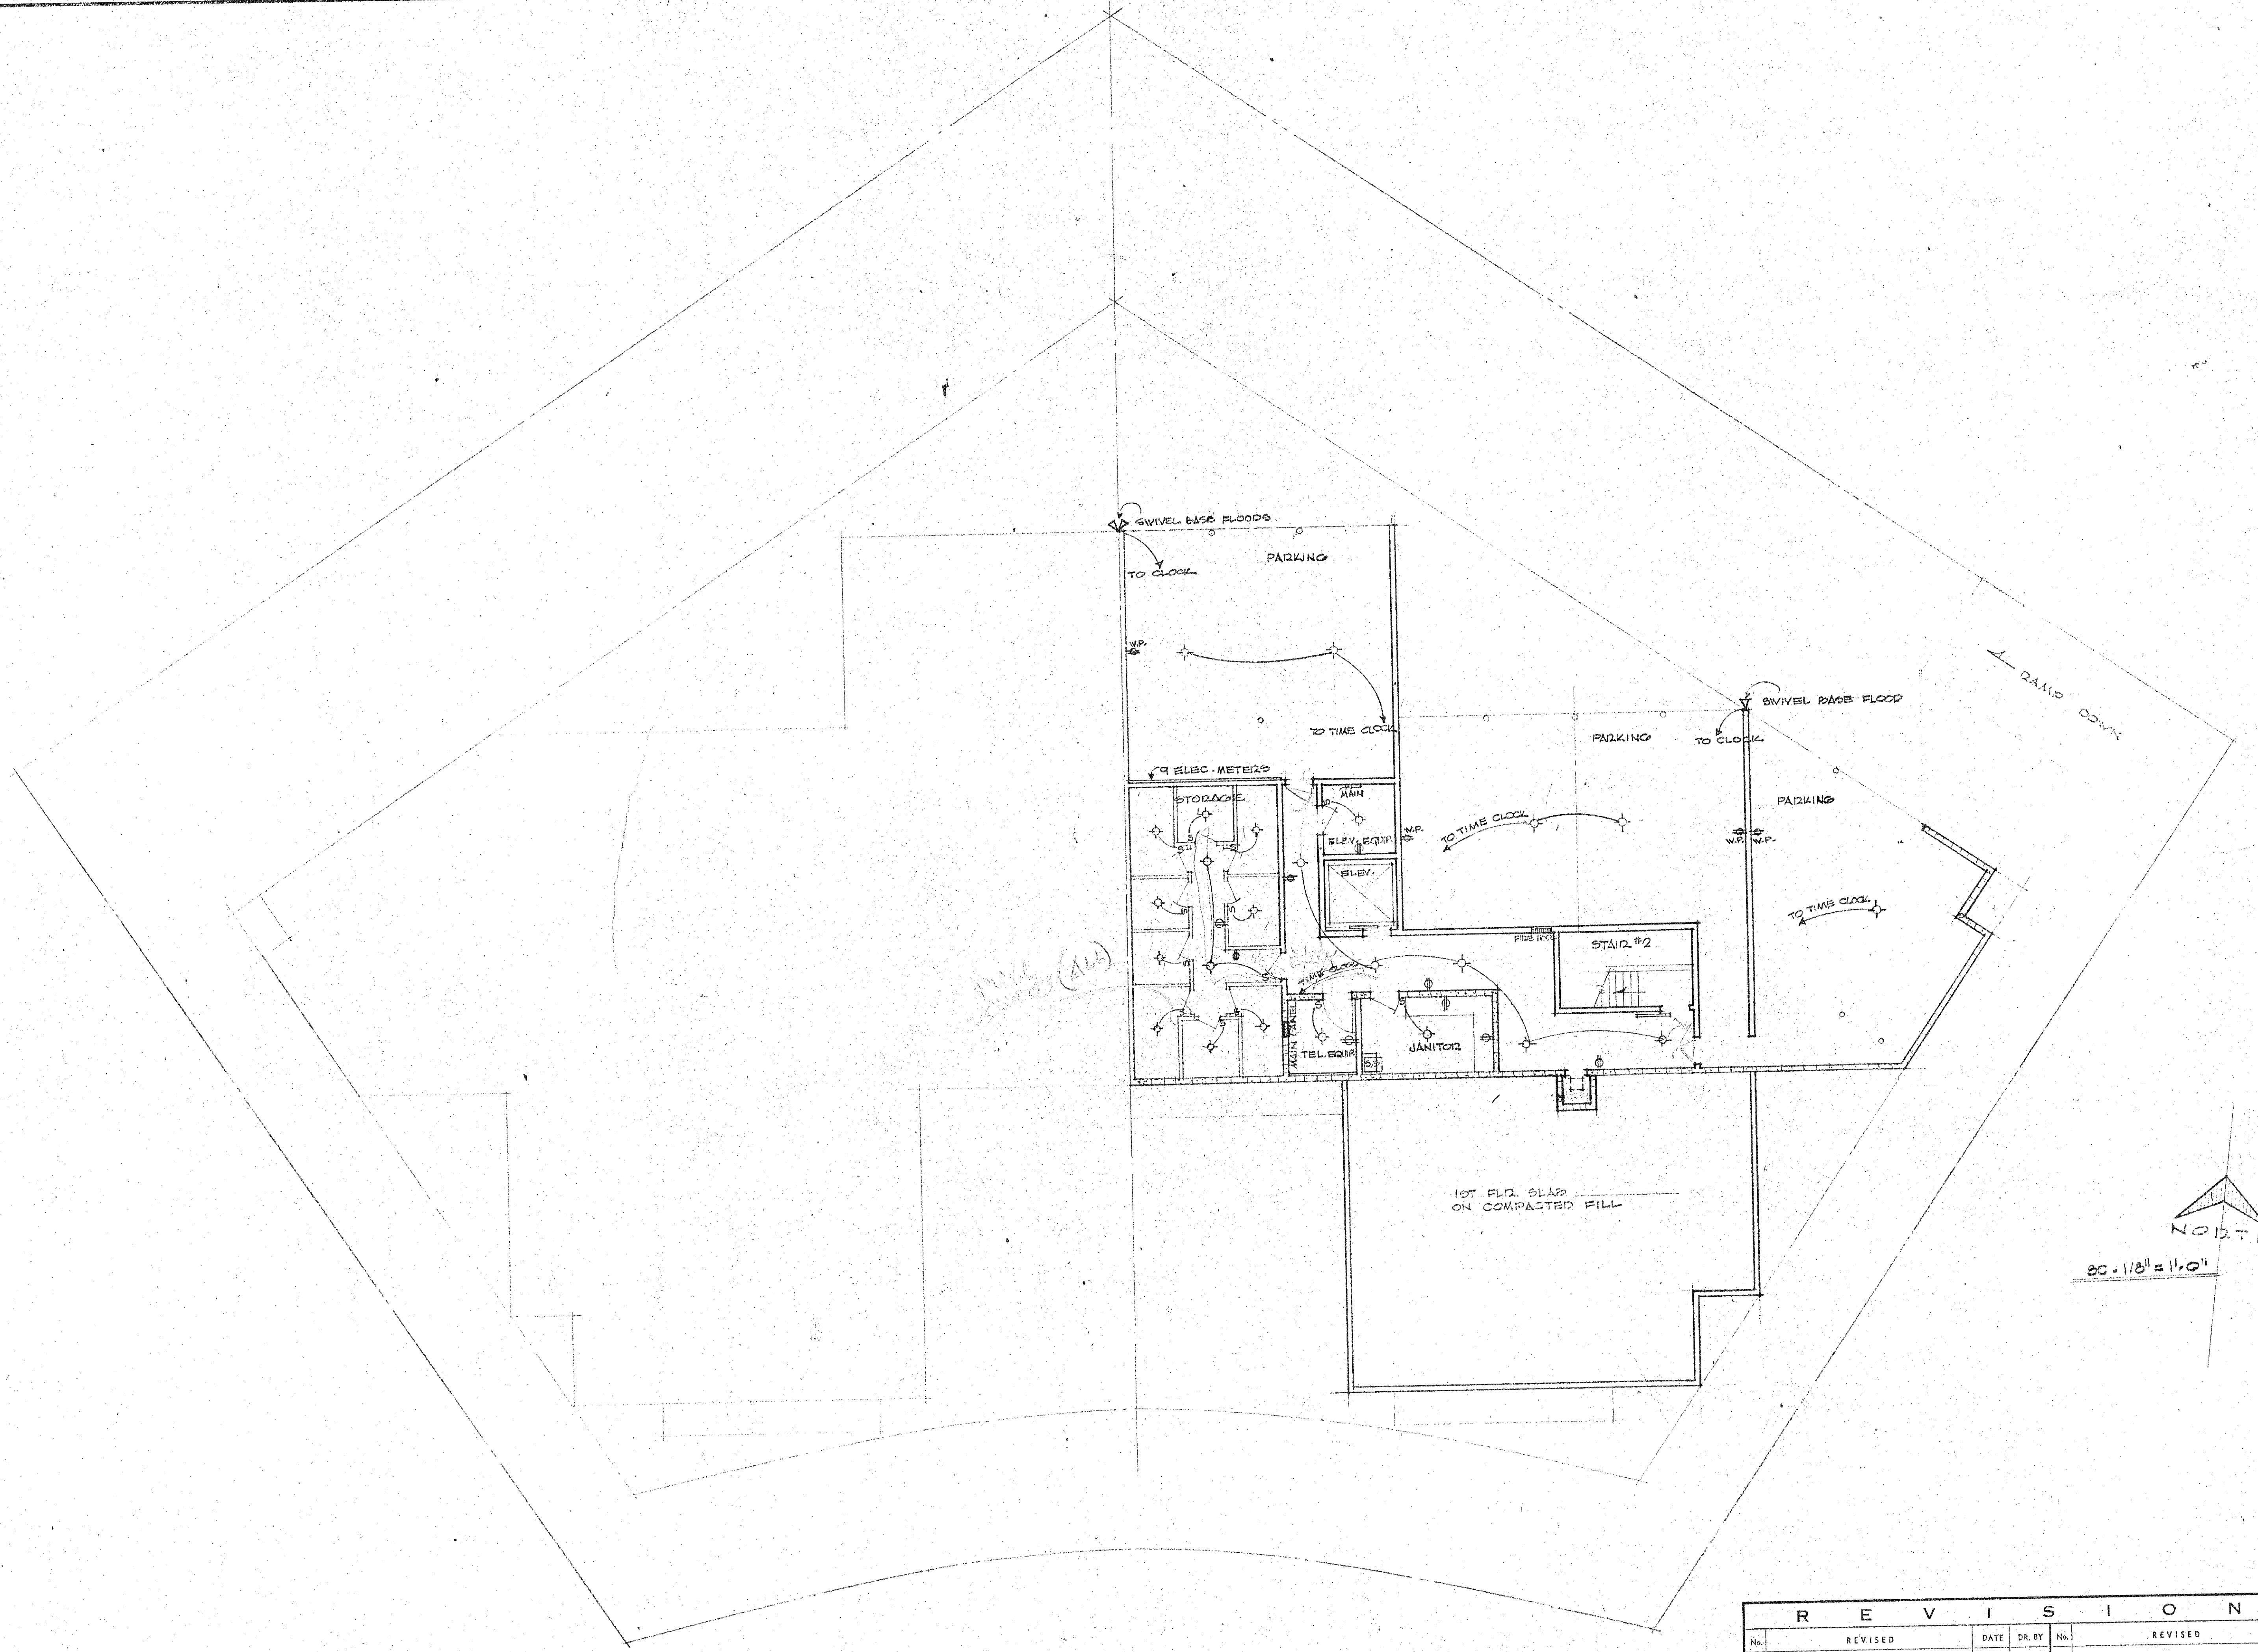 SWIVEL BASE FLOODS
PARKING
TO CLOCK
W.P.
RAMP DOWN
SWIVEL BASE FLOOD
TO TIME CLOCK
PARKING
TO CLOCK
9 ELEC. METERS
STORAGE
MAIN
PARKING
TO TIME CLOCK
W.P.
ELEV. EQUIP.
W.P. W.P.
ELEV.
TO TIME CLOCK
S
S
S
S
S
S
S
FIRE HOSE
STAIR #2
(ALL)
TIME CLOCK
S
S
S
S
S
S
S
MAIN PANEL
TEL. EQUIP.
S.S.
JANITOR
1ST FLR. SLAB
ON COMPACTED FILL
NORT
SC. 1/8" = 1'-0"
REVISION
No. REVISED DATE DR. BY No. REVISED